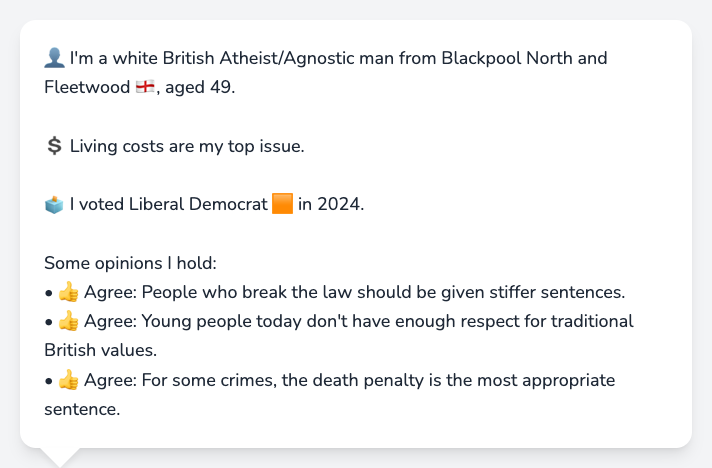 👤 I'm a white British Atheist/Agnostic man from Blackpool North and
Fleetwood 🏴󠁧󠁢󠁥󠁮󠁧󠁿, aged 49.
💲 Living costs are my top issue.
🗳️ I voted Liberal Democrat 🟧 in 2024.
Some opinions I hold:
• 👍 Agree: People who break the law should be given stiffer sentences.
• 👍 Agree: Young people today don't have enough respect for traditional
British values.
• 👍 Agree: For some crimes, the death penalty is the most appropriate
sentence.